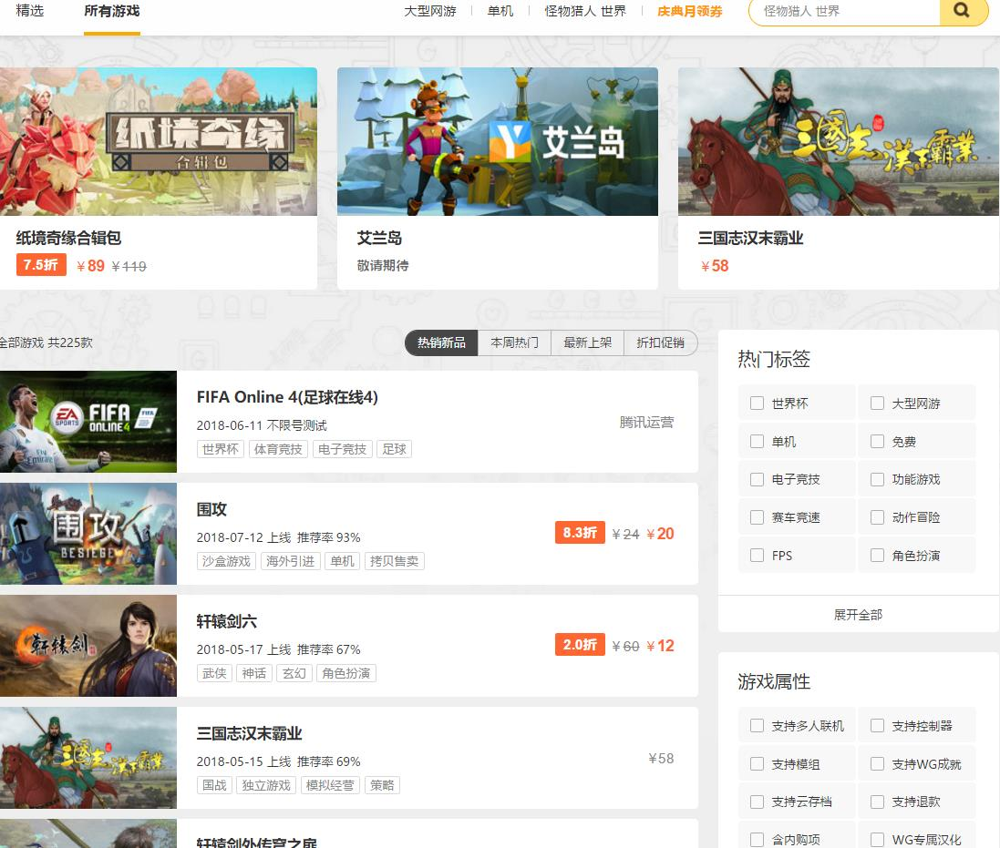 精选
所有游戏
大型网游
单机
怪物猎人 世界
庆典月领券
怪物猎人 世界
纸境奇缘
合辑包
艾兰岛
三國志
漢末霸業
纸境奇缘合辑包
7.5折 ￥89 ￥119
艾兰岛
敬请期待
三国志汉末霸业
￥58
全部游戏 共225款
热销新品
本周热门
最新上架
折扣促销
EA SPORTS FIFA ONLINE 4
FIFA Online 4(足球在线4)
2018-06-11 不限号测试
世界杯 体育竞技 电子竞技 足球
腾讯运营
围攻
BESIEGE
围攻
2018-07-12 上线 推荐率 93%
沙盒游戏 海外引进 单机 拷贝售卖
8.3折 ￥24 ￥20
軒轅劍
轩辕剑六
2018-05-17 上线 推荐率 67%
武侠 神话 玄幻 角色扮演
2.0折 ￥60 ￥12
三國志
漢末霸業
三国志汉末霸业
2018-05-15 上线 推荐率 69%
国战 独立游戏 模拟经营 策略
￥58
轩辕剑外传穹之扉
热门标签
世界杯 大型网游
单机 免费
电子竞技 功能游戏
赛车竞速 动作冒险
FPS 角色扮演
展开全部
游戏属性
支持多人联机 支持控制器
支持模组 支持WG成就
支持云存档 支持退款
含内购项 WG专属汉化